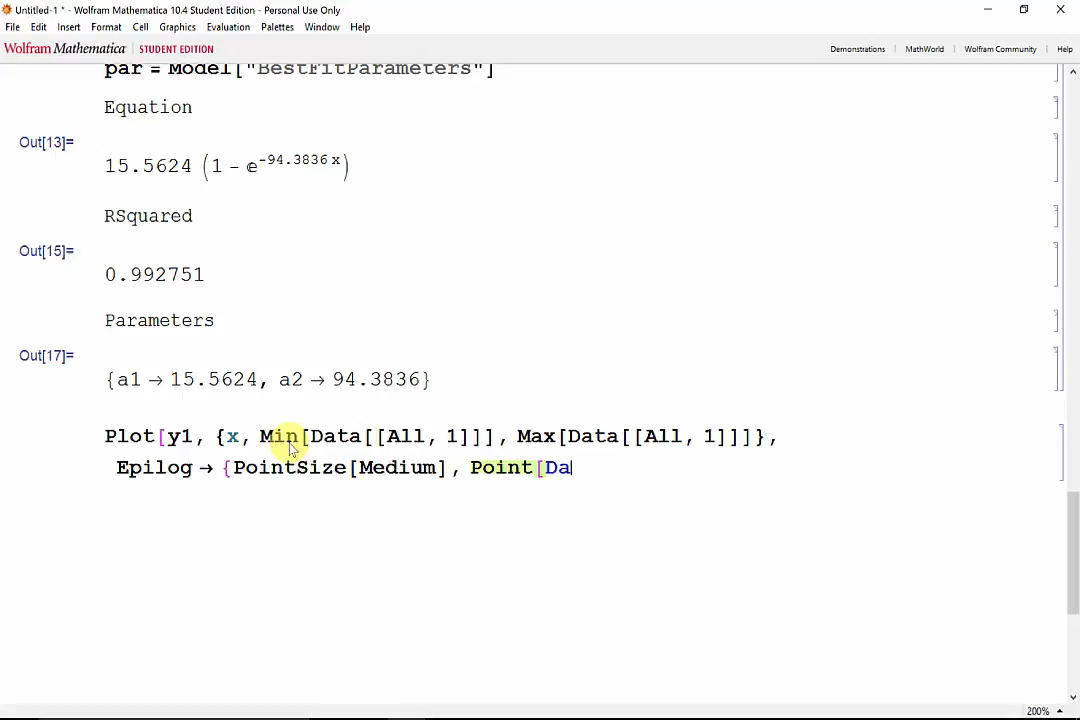 Untitled-1 * - Wolfram Mathematica 10.4 Student Edition - Personal Use Only
File Edit Insert Format Cell Graphics Evaluation Palettes Window Help
Wolfram Mathematica | STUDENT EDITION Demonstrations | MathWorld | Wolfram Community | Help
par = Model["BestFitParameters"]
Equation
Out[13]=
15.5624 (1 - e^-94.3836 x)
RSquared
Out[15]=
0.992751
Parameters
Out[17]=
{a1 → 15.5624, a2 → 94.3836}
Plot[y1, {x, Min[Data[[All, 1]]], Max[Data[[All, 1]]]},
Epilog → {PointSize[Medium], Point[Da
200%